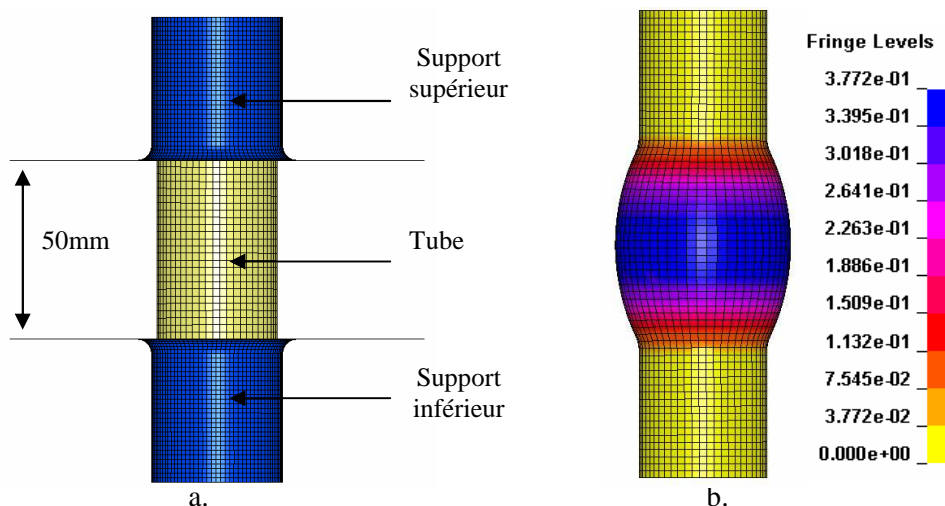 Support
supérieur
50mm
Tube
Support
inférieur
a.
b.
Fringe Levels
3.772e-01
3.395e-01
3.018e-01
2.641e-01
2.263e-01
1.886e-01
1.509e-01
1.132e-01
7.545e-02
3.772e-02
0.000e+00